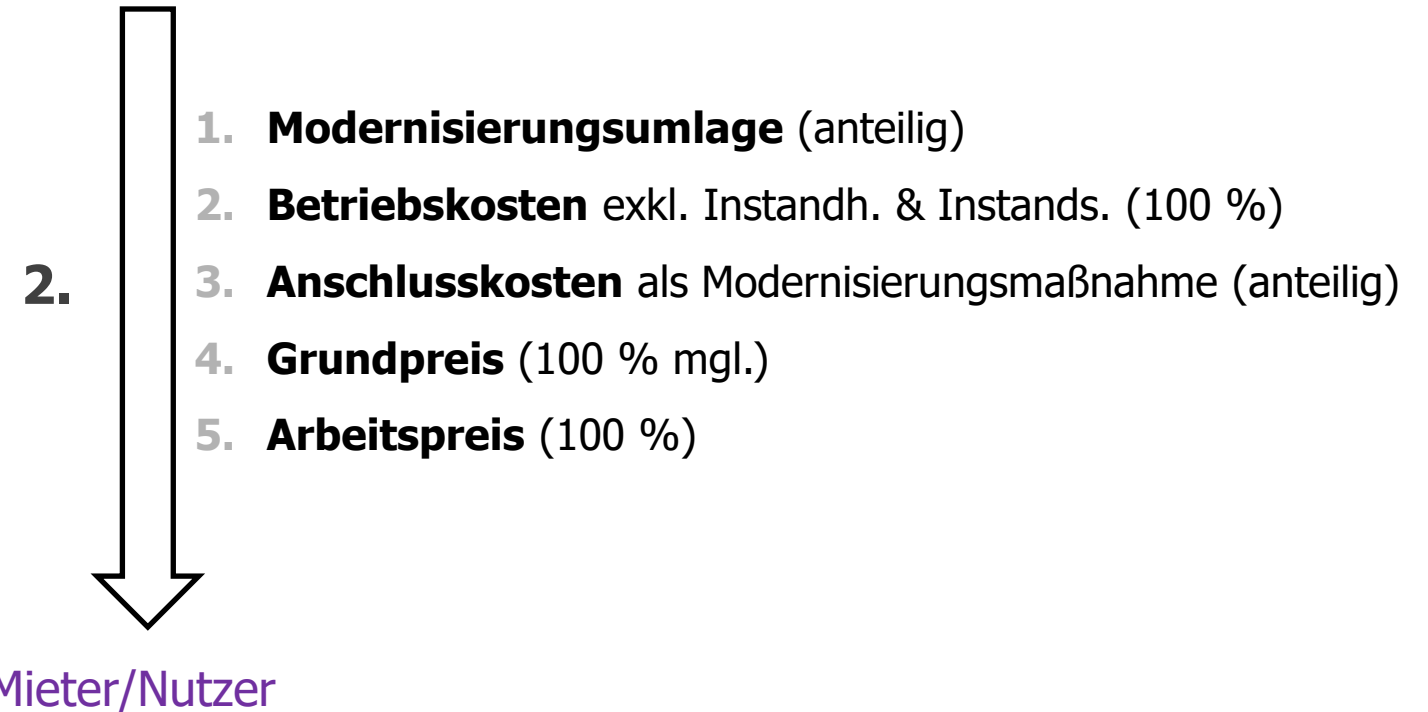 1. Modernisierungsumlage (anteilig)
2. Betriebskosten exkl. Instandh. & Instands. (100 %)
2.
3. Anschlusskosten als Modernisierungsmaßnahme (anteilig)
4. Grundpreis (100 % mgl.)
5. Arbeitspreis (100 %)
Mieter/Nutzer